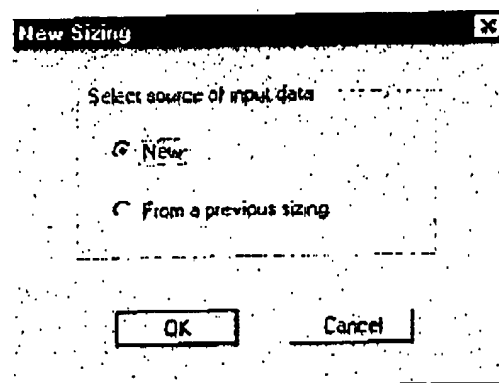 New Sizing
Select source of input data
New
From a previous sizing
OK
Cancel